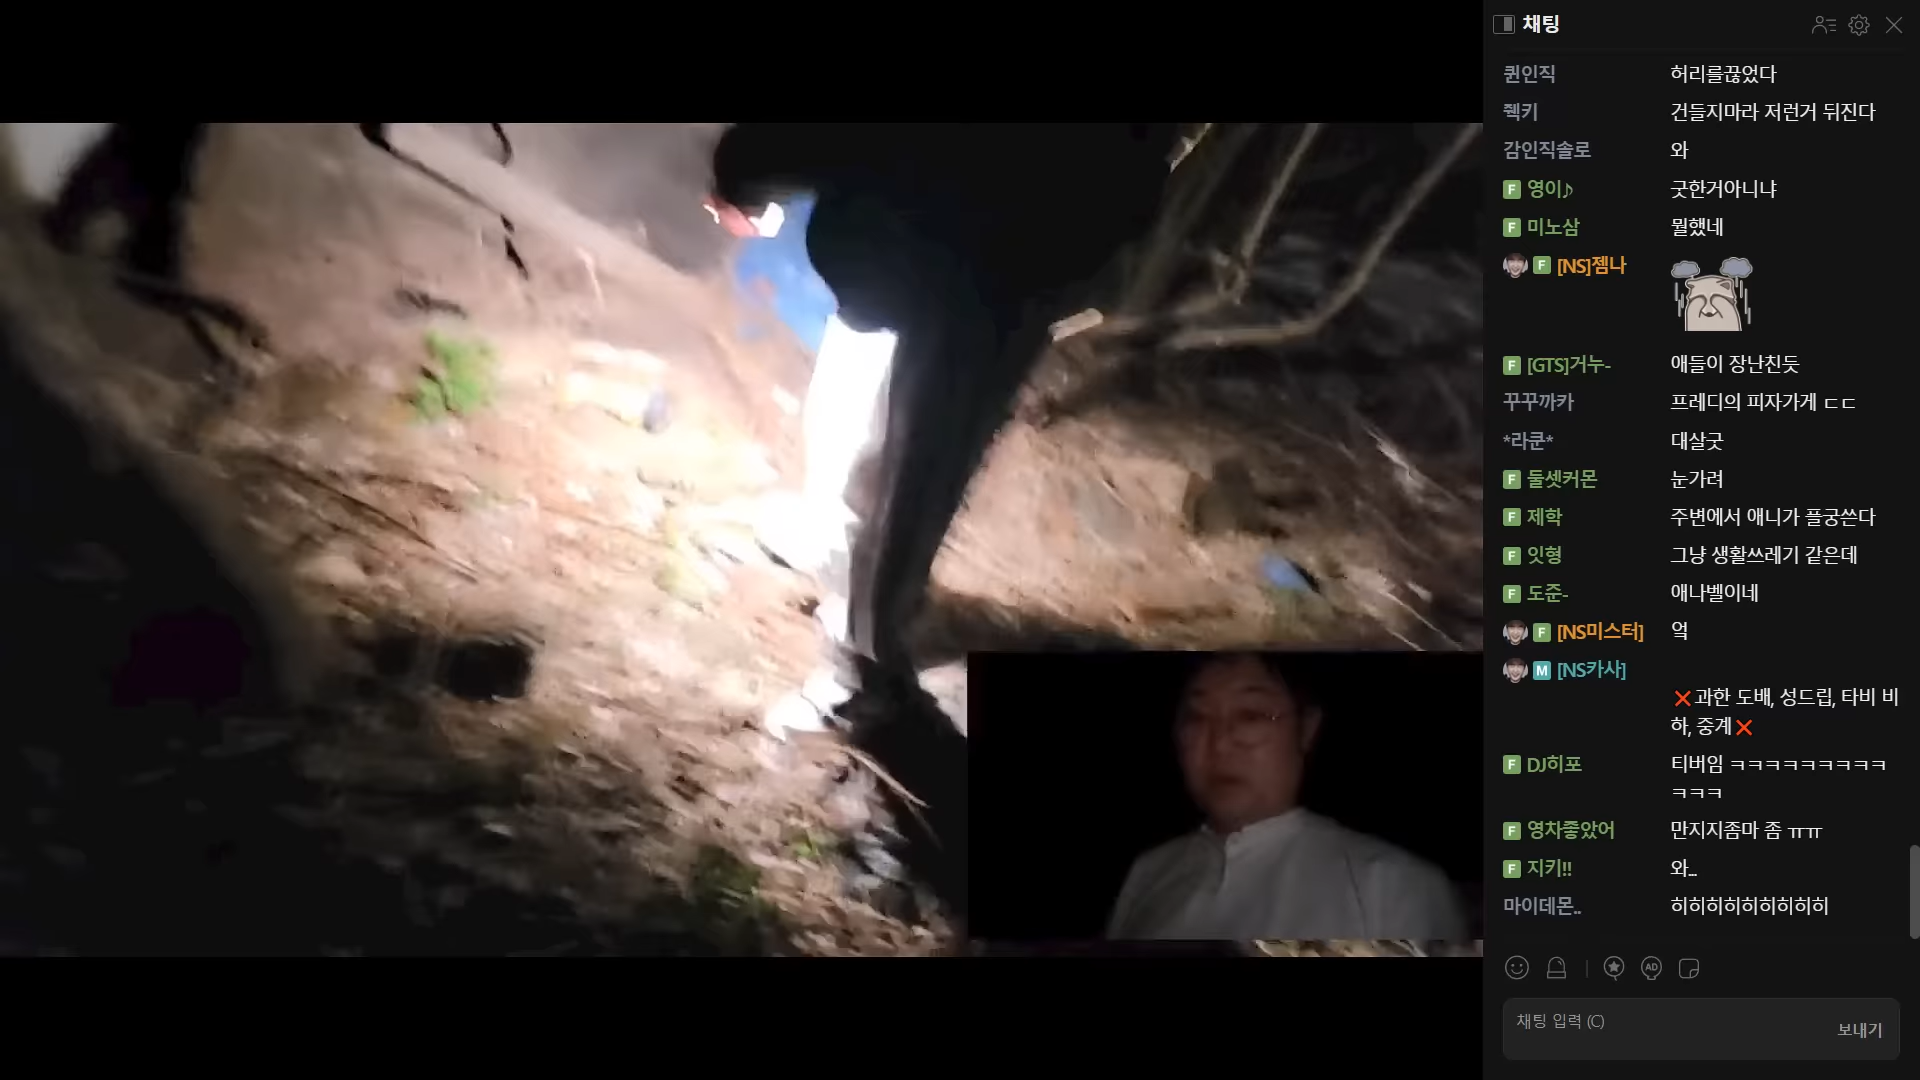 채팅
퀸인직 허리를끊었다
쮁키 건들지마라 저런거 뒤진다
감인직솔로 와
F 영이♪ 굿한거아니냐
F 미노삼 뭘했네
F [NS]젬나
F [GTS]거누- 애들이 장난친듯
꾸꾸까카 프레디의 피자가게 ㄷㄷ
*라쿤* 대살굿
F 둘셋커몬 눈가려
F 제학 주변에서 애니가 플궁쓴다
F 잇형 그냥 생활쓰레기 같은데
F 도준- 애나벨이네
F [NS미스터] 엌
M [NS카사]
❌과한 도배, 성드립, 타비 비
하, 중계❌
F DJ히포 티버임 ㅋㅋㅋㅋㅋㅋㅋㅋㅋ
ㅋㅋㅋ
F 영차좋았어 만지지좀마 좀 ㅠㅠ
F 지키!! 와...
마이데몬.. 히히히히히히히히히
AD
채팅 입력 (C)
보내기